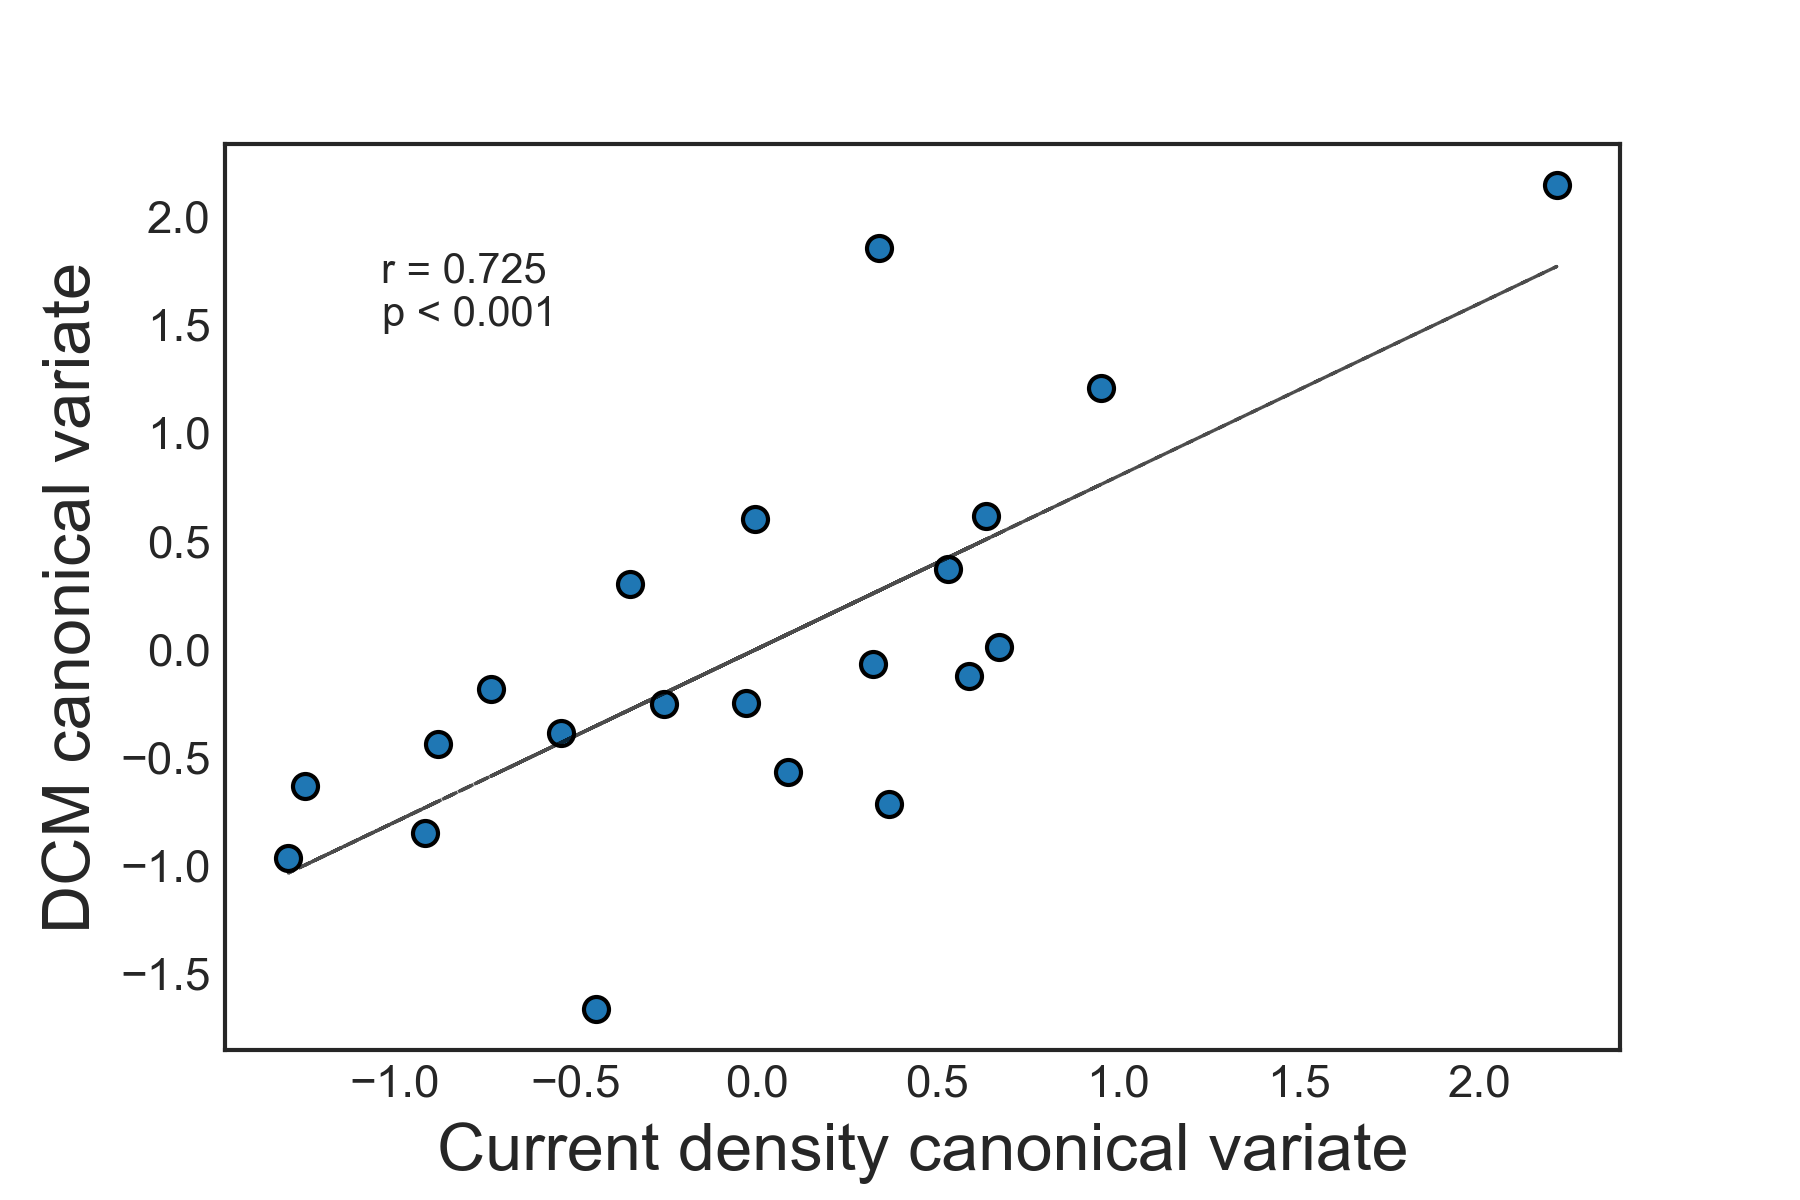 r = 0.725
p < 0.001
DCM canonical variate
2.0
1.5
1.0
0.5
0.0
−0.5
−1.0
−1.5
−1.0 −0.5 0.0 0.5 1.0 1.5 2.0
Current density canonical variate